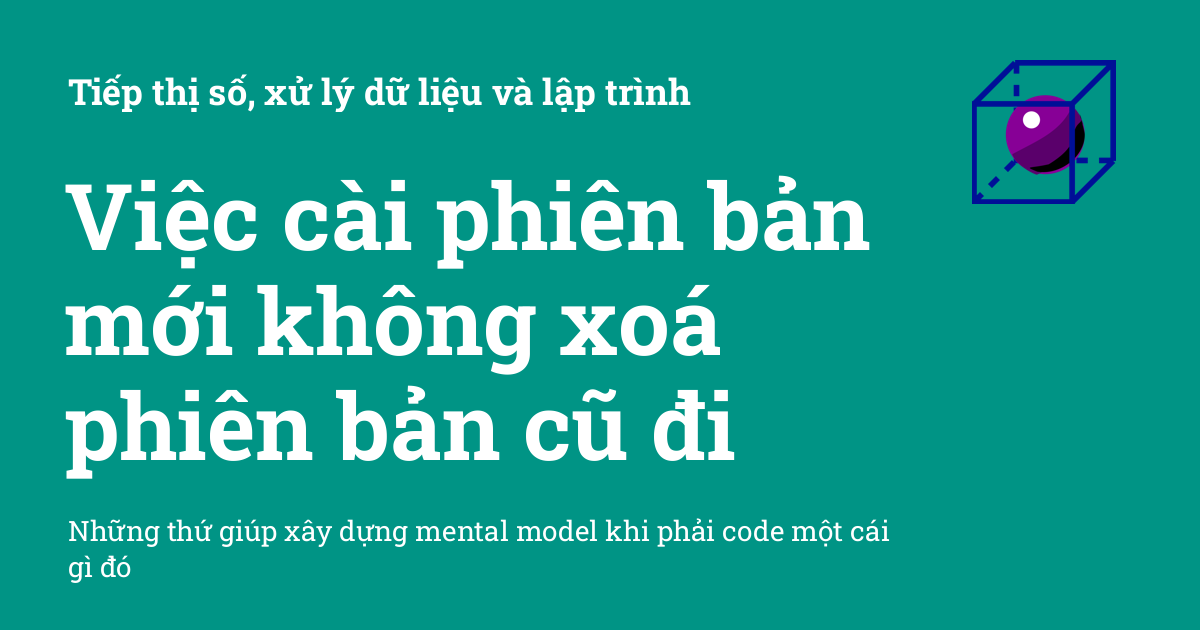 Tiếp thị số, xử lý dữ liệu và lập trình
Việc cài phiên bản
mới không xoá
phiên bản cũ đi
Những thứ giúp xây dựng mental model khi phải code một cái
gì đó